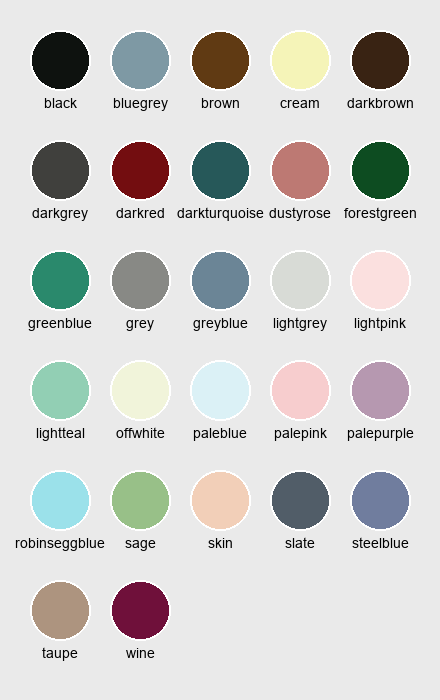 black bluegrey brown cream darkbrown
darkgrey darkred darkturquoise dustyrose forestgreen
greenblue grey greyblue lightgrey lightpink
lightteal offwhite paleblue palepink palepurple
robinseggblue sage skin slate steelblue
taupe wine